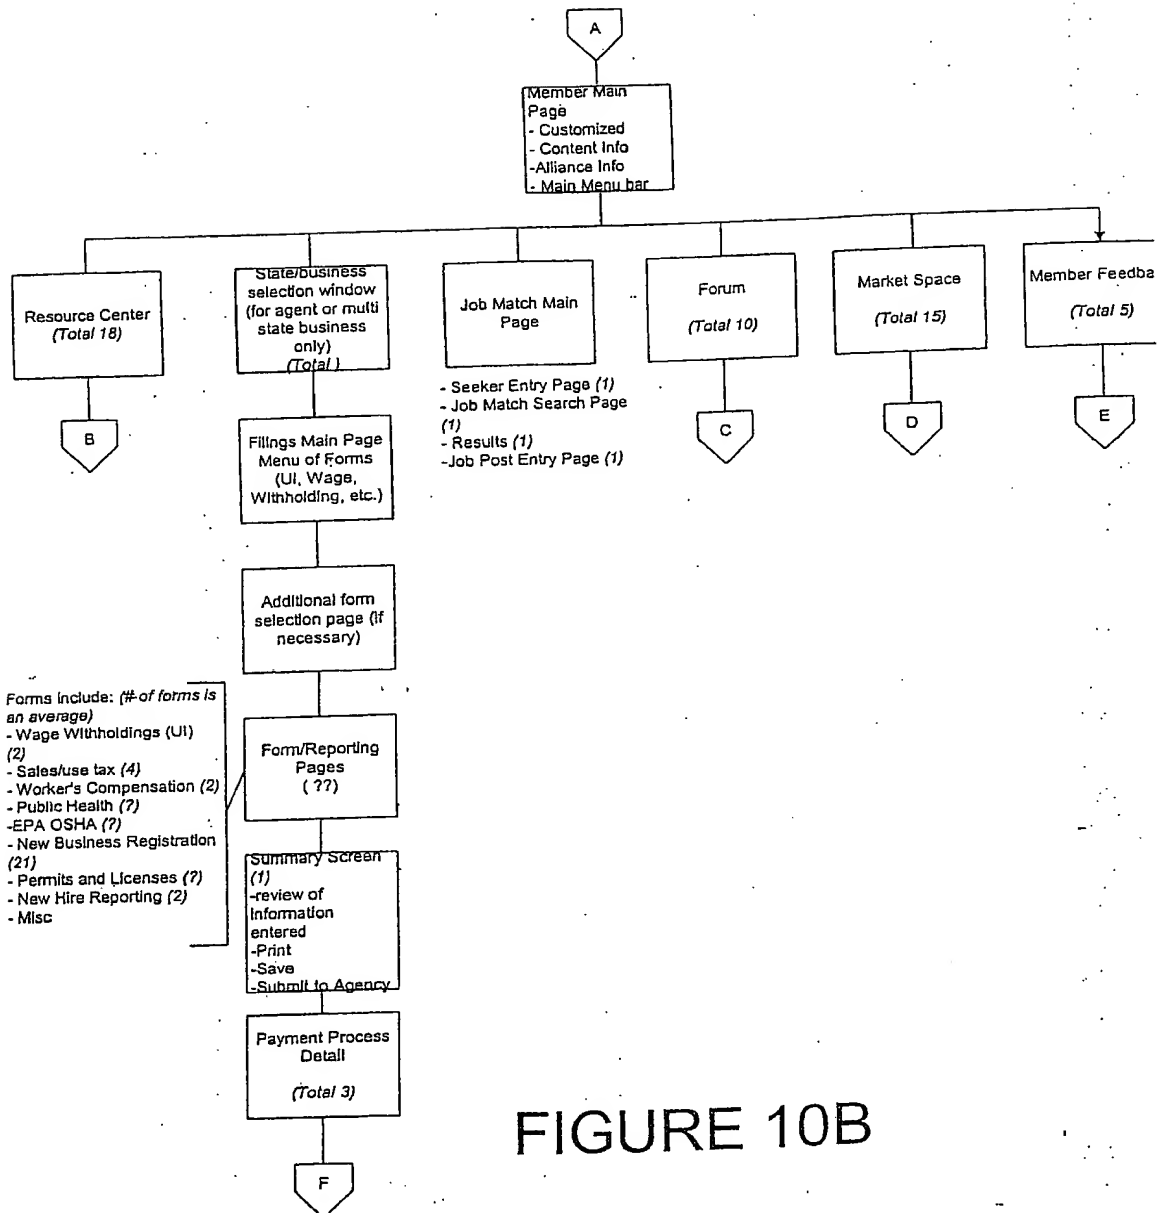 A
Member Main
Page
- Customized
- Content Info
-Alliance Info
- Main Menu bar
Resource Center
(Total 18)
B
State/business
selection window
(for agent or multi
state business
only)
(Total )
Filings Main Page
Menu of Forms
(UI, Wage,
Withholding, etc.)
Additional form
selection page (if
necessary)
Form/Reporting
Pages
( ??)
Forms include: (# of forms is
an average)
- Wage Withholdings (UI)
(2)
- Sales/use tax (4)
- Worker's Compensation (2)
- Public Health (?)
-EPA OSHA (?)
- New Business Registration
(21)
- Permits and Licenses (?)
- New Hire Reporting (2)
- Misc
Summary Screen
(1)
-review of
Information
entered
-Print
-Save
-Submit to Agency
Payment Process
Detail
(Total 3)
F
Job Match Main
Page
- Seeker Entry Page (1)
- Job Match Search Page
(1)
- Results (1)
-Job Post Entry Page (1)
Forum
(Total 10)
C
Market Space
(Total 15)
D
Member Feedba
(Total 5)
E
FIGURE 10B